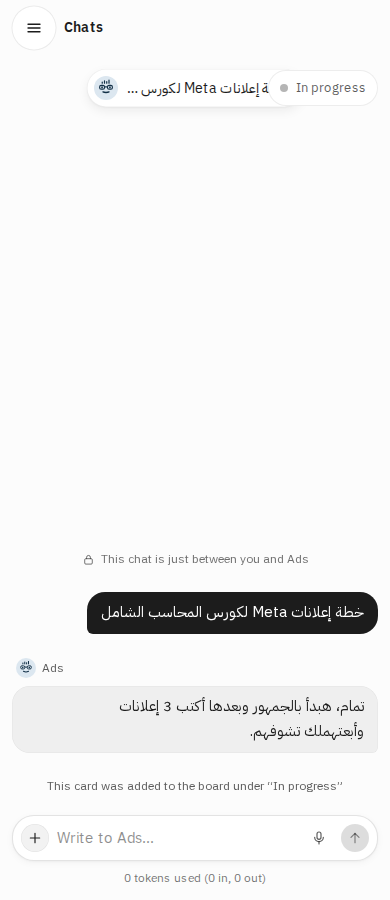 Chats
ة إعلانات Meta لكورس ...
In progress
This chat is just between you and Ads
خطة إعلانات Meta لكورس المحاسب الشامل
Ads
تمام، هبدأ بالجمهور وبعدها أكتب 3 إعلانات
وأبعتهملك تشوفهم.
This card was added to the board under "In progress"
Write to Ads...
0 tokens used (0 in, 0 out)